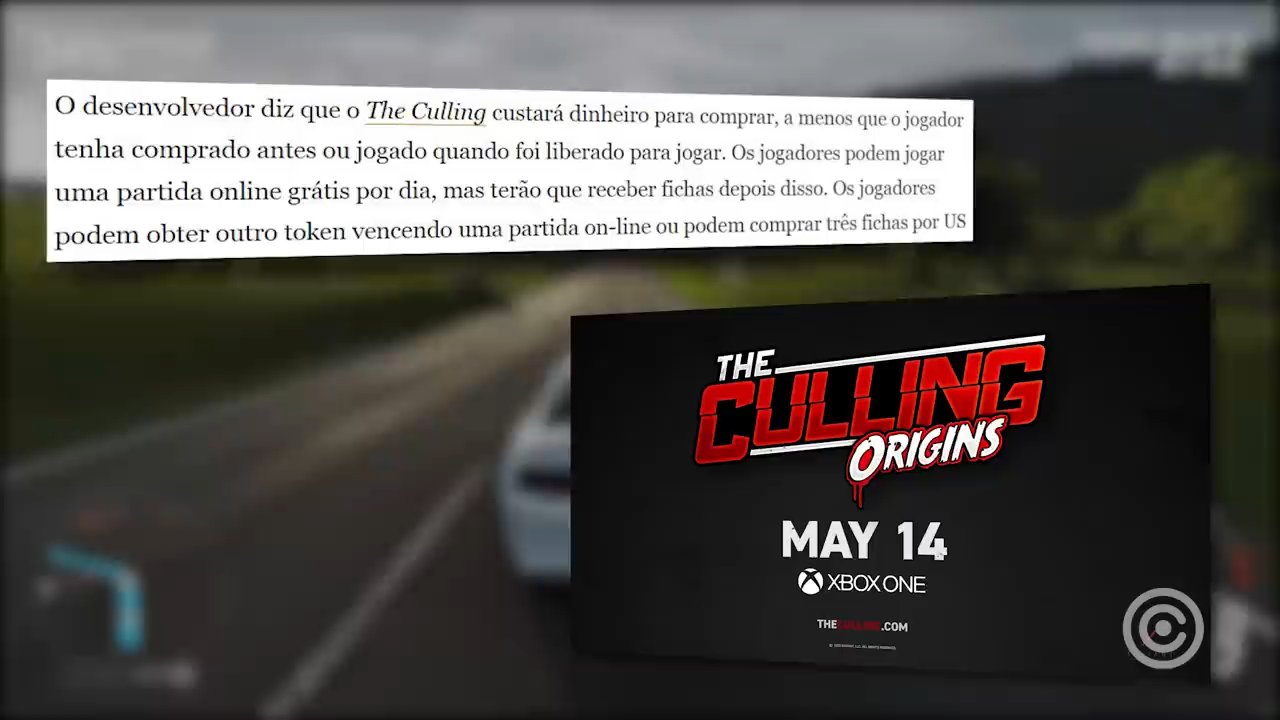 O desenvolvedor diz que o The Culling custará dinheiro para comprar, a menos que o jogador
tenha comprado antes ou jogado quando foi liberado para jogar. Os jogadores podem jogar
uma partida online grátis por dia, mas terão que receber fichas depois disso. Os jogadores
podem obter outro token vencendo uma partida on-line ou podem comprar três fichas por US
THE
CULLING
ORIGINS
MAY 14
XBOX ONE
THECULLING.COM